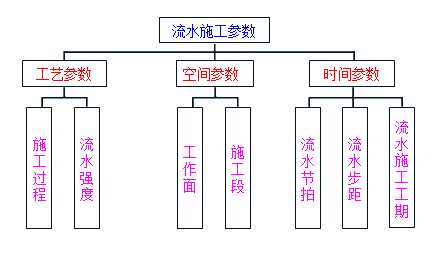 流水施工参数
工艺参数
空间参数
时间参数
施工过程
流水强度
工作面
施工段
流水节拍
流水步距
流水施工工期